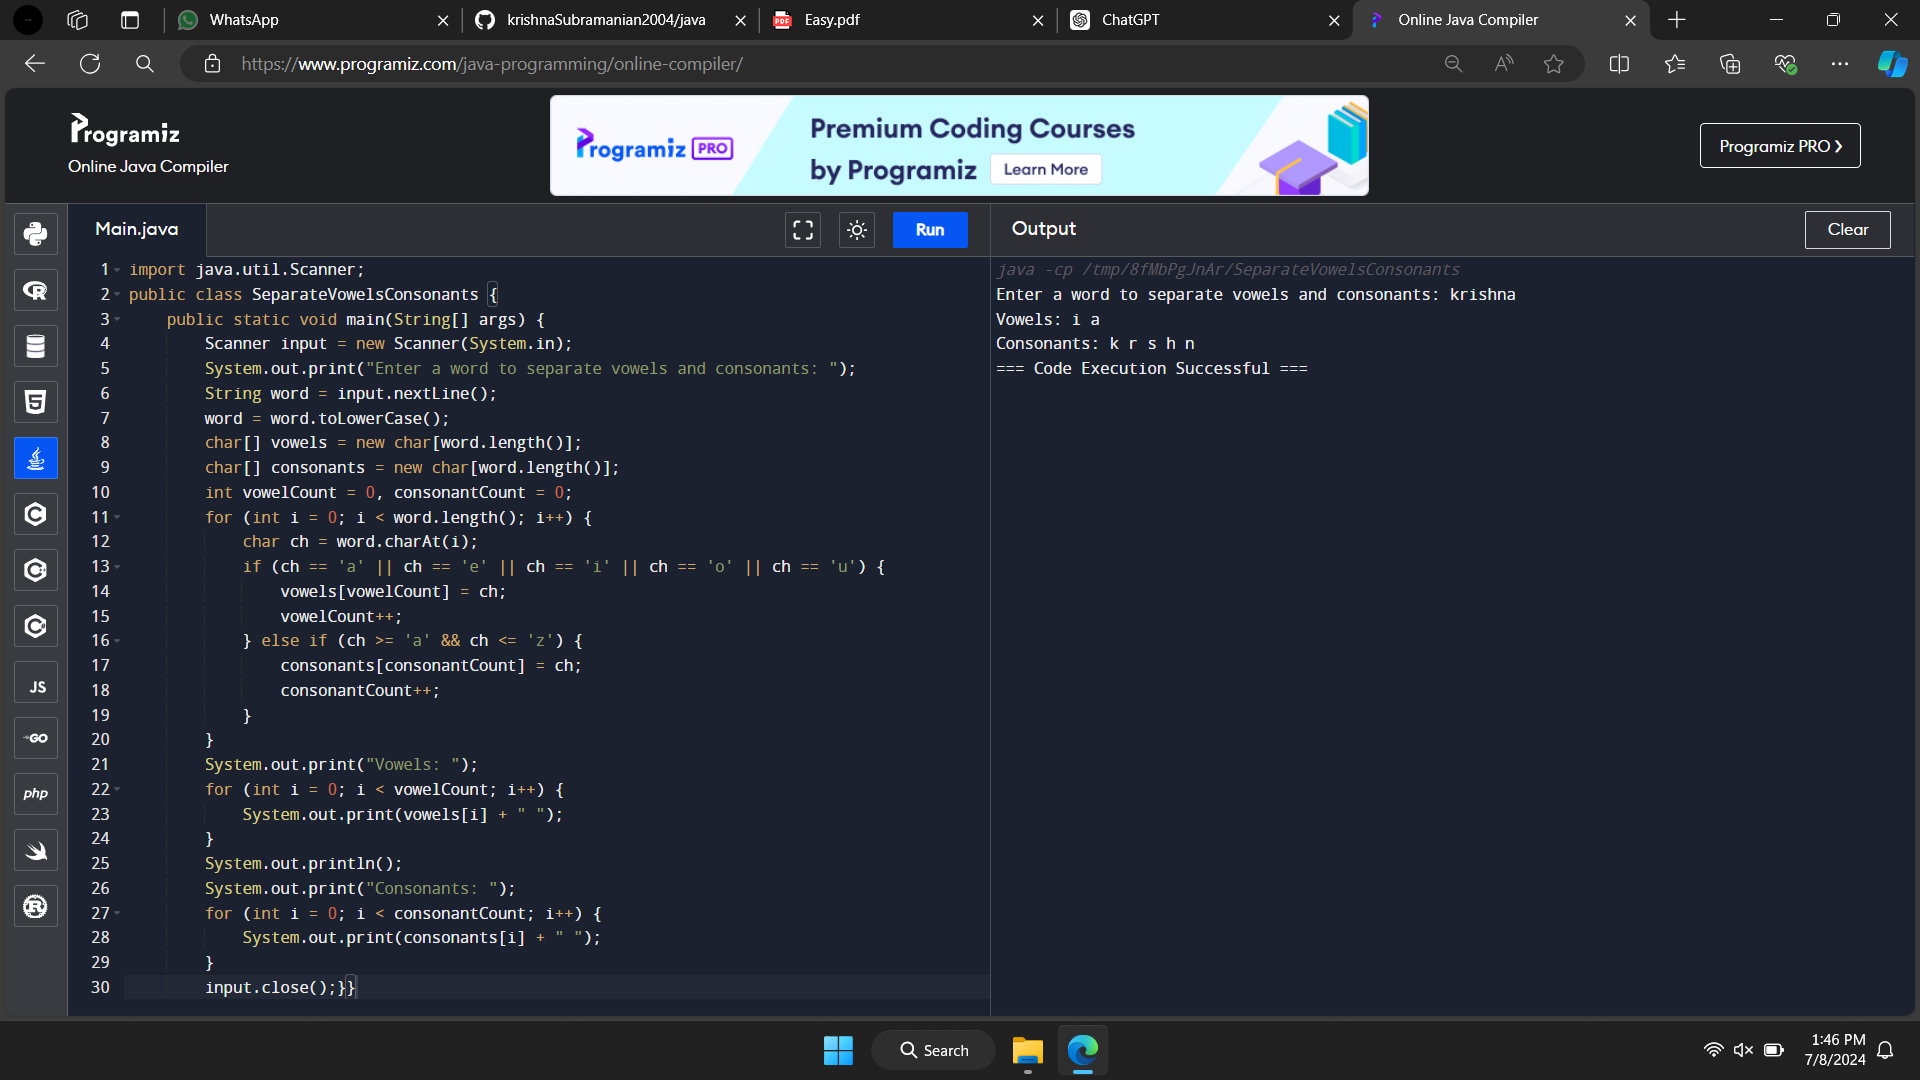 WhatsApp
krishnaSubramanian2004/java
Easy.pdf
ChatGPT
Online Java Compiler
https://www.programiz.com/java-programming/online-compiler/
Programiz
Online Java Compiler
Programiz PRO
Premium Coding Courses
by Programiz
Learn More
Programiz PRO
Main.java
Run
1 import java.util.Scanner;
2 public class SeparateVowelsConsonants {
3 public static void main(String[] args) {
4 Scanner input = new Scanner(System.in);
5 System.out.print("Enter a word to separate vowels and consonants: ");
6 String word = input.nextLine();
7 word = word.toLowerCase();
8 char[] vowels = new char[word.length()];
9 char[] consonants = new char[word.length()];
10 int vowelCount = 0, consonantCount = 0;
11 for (int i = 0; i < word.length(); i++) {
12 char ch = word.charAt(i);
13 if (ch == 'a' || ch == 'e' || ch == 'i' || ch == 'o' || ch == 'u') {
14 vowels[vowelCount] = ch;
15 vowelCount++;
16 } else if (ch >= 'a' && ch <= 'z') {
17 consonants[consonantCount] = ch;
18 consonantCount++;
19 }
20 }
21 System.out.print("Vowels: ");
22 for (int i = 0; i < vowelCount; i++) {
23 System.out.print(vowels[i] + " ");
24 }
25 System.out.println();
26 System.out.print("Consonants: ");
27 for (int i = 0; i < consonantCount; i++) {
28 System.out.print(consonants[i] + " ");
29 }
30 input.close();}}
Output
Clear
java -cp /tmp/8fMbPgJnAr/SeparateVowelsConsonants
Enter a word to separate vowels and consonants: krishna
Vowels: i a
Consonants: k r s h n
=== Code Execution Successful ===
R
5
C
C
C
JS
GO
php
R
Search
1:46 PM
7/8/2024